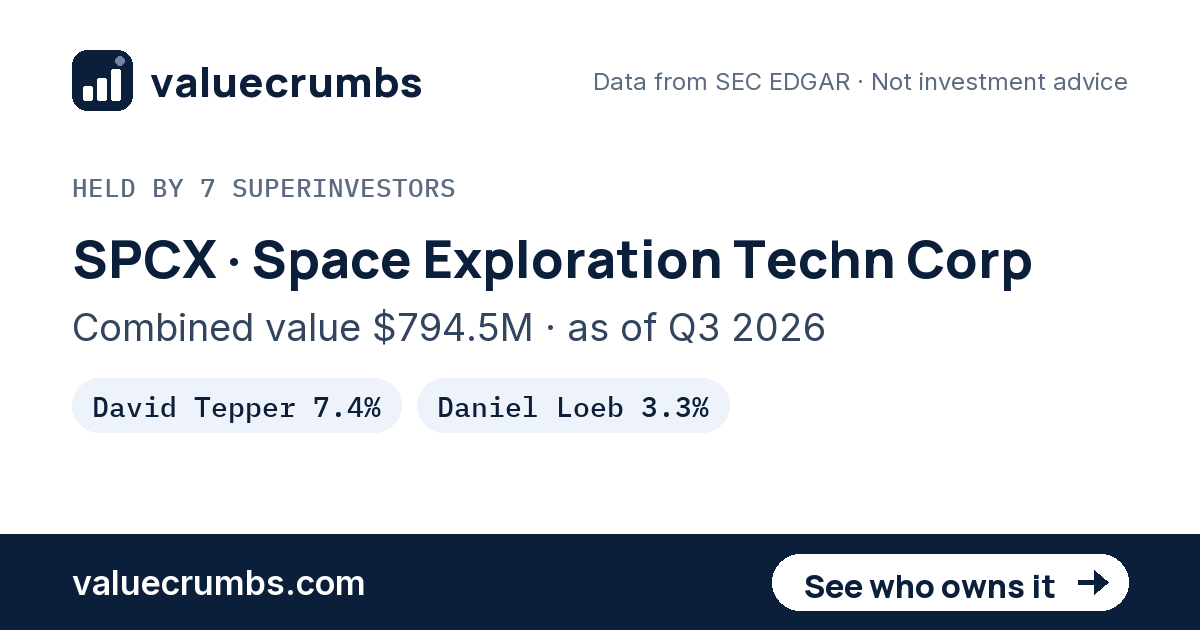 valuecrumbs
Data from SEC EDGAR · Not investment advice
HELD BY 7 SUPERINVESTORS
SPCX · Space Exploration Techn Corp
Combined value $794.5M · as of Q3 2026
David Tepper 7.4%
Daniel Loeb 3.3%
valuecrumbs.com
See who owns it →